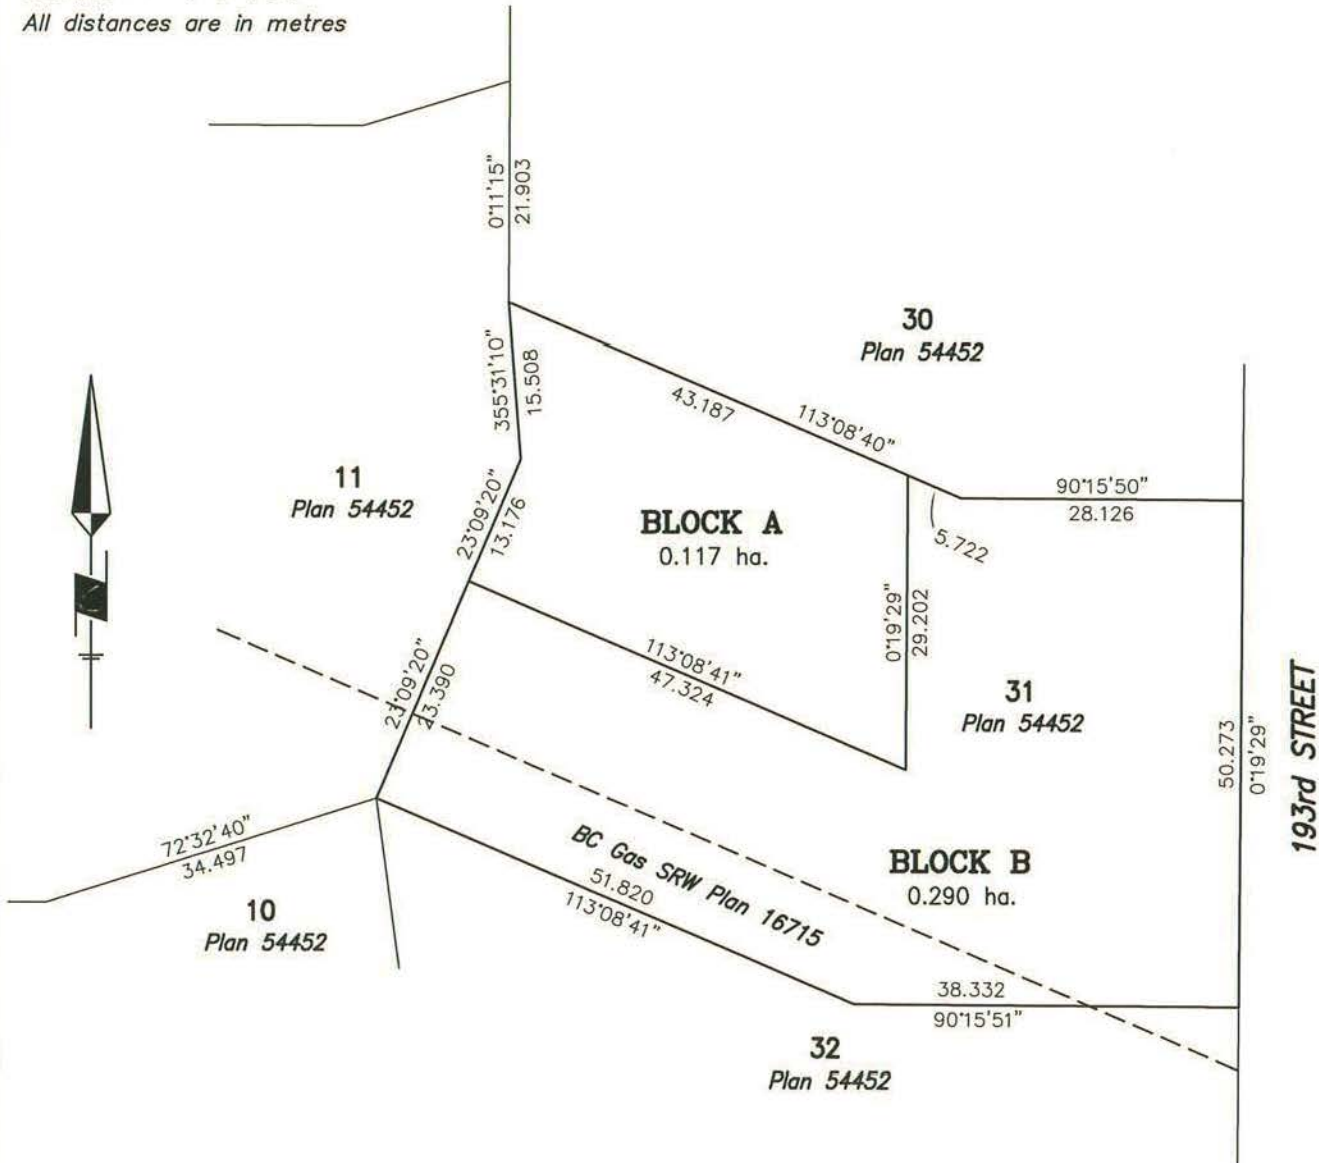 All distances are in metres
0°11'15"
21.903
30
Plan 54452
355°31'10"
15.508
43.187
113°08'40"
11
Plan 54452
23°09'20"
13.176
BLOCK A
0.117 ha.
90°15'50"
28.126
5.722
0°19'29"
29.202
113°08'41"
47.324
23°09'20"
23.390
31
Plan 54452
50.273
0°19'29"
193rd STREET
72°32'40"
34.497
BC Gas SRW Plan 16715
51.820
113°08'41"
BLOCK B
0.290 ha.
10
Plan 54452
38.332
90°15'51"
32
Plan 54452